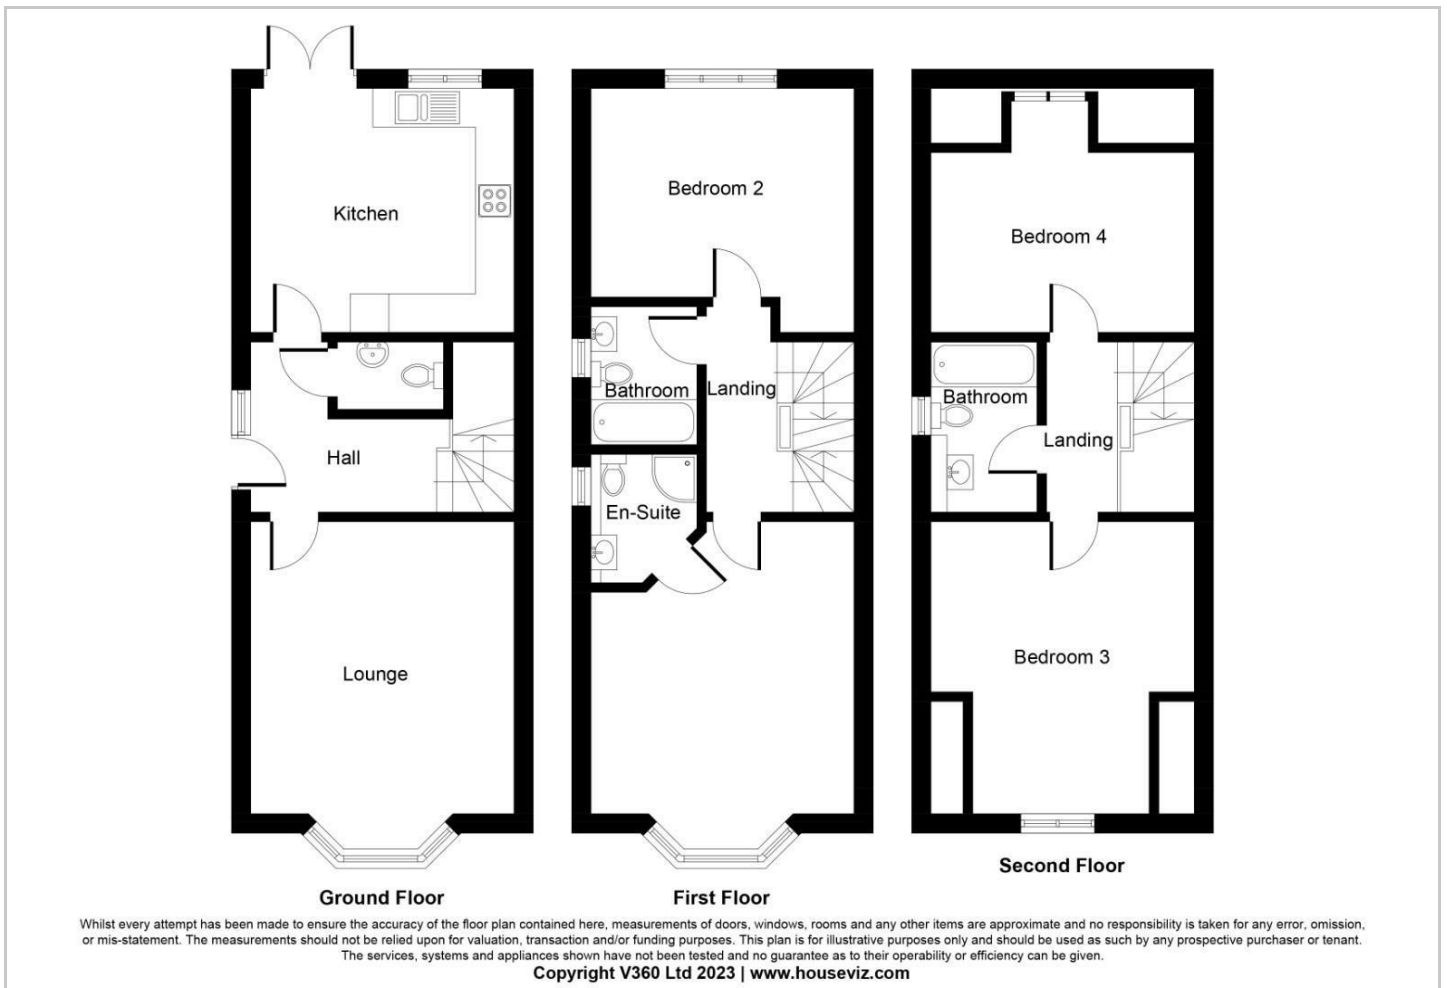 Kitchen
Hall
Lounge
Ground Floor
Bedroom 2
Bathroom
Landing
En-Suite
First Floor
Bedroom 4
Bathroom
Landing
Bedroom 3
Second Floor
Whilst every attempt has been made to ensure the accuracy of the floor plan contained here, measurements of doors, windows, rooms and any other items are approximate and no responsibility is taken for any error, omission,
or mis-statement. The measurements should not be relied upon for valuation, transaction and/or funding purposes. This plan is for illustrative purposes only and should be used as such by any prospective purchaser or tenant.
The services, systems and appliances shown have not been tested and no guarantee as to their operability or efficiency can be given.
Copyright V360 Ltd 2023 | www.houseviz.com